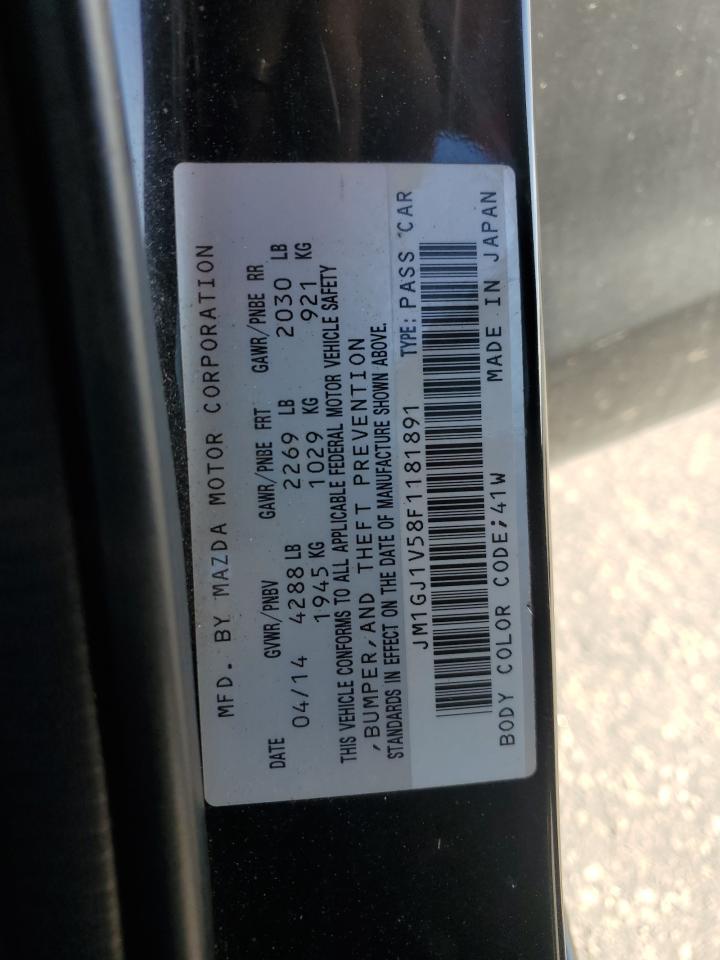 MFD. BY MAZDA MOTOR CORPORATION
DATE GVWR/PNBV GAWR/PNBE FRT GAWR/PNBE RR
04/14 4288 LB 2269 LB 2030 LB
1945 KG 1029 KG 921 KG
THIS VEHICLE CONFORMS TO ALL APPLICABLE FEDERAL MOTOR VEHICLE SAFETY
,BUMPER,AND THEFT PREVENTION
STANDARDS IN EFFECT ON THE DATE OF MANUFACTURE SHOWN ABOVE.
JM1GJ1V58F1181891 TYPE: PASS CAR
BODY COLOR CODE;41W MADE IN JAPAN